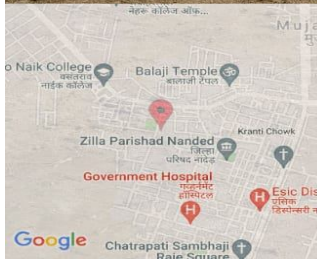 नेहरू कॉलेज ऑफ...
Muja
o Naik College
वसंतराव
नाईक कॉलेज
Balaji Temple
बालाजी टेंपल
Zilla Parishad Nanded
जिल्हा
परिषद नांदेड
Kranti Chowk
Government Hospital
गव्हर्नमेंट
हॉस्पिटल
Esic Dis
एसिक
डिस्पेन्सरी न
Google
Chatrapati Sambhaji
Raje Square